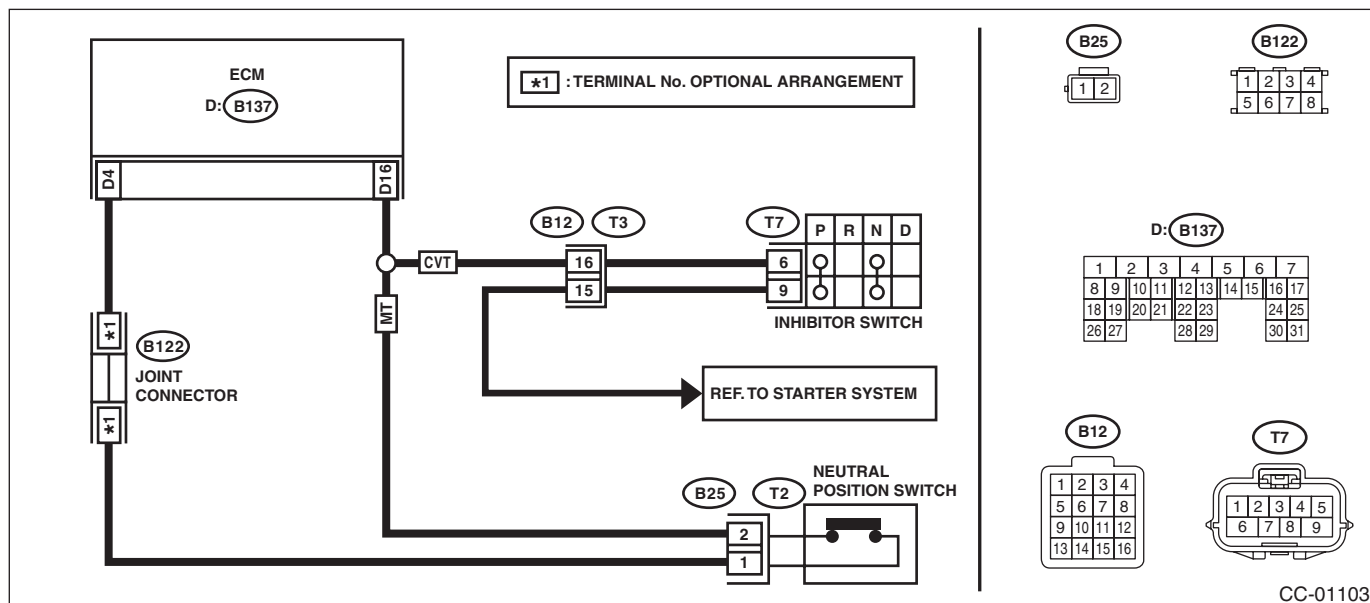 ECM
D: B137
*1 : TERMINAL No. OPTIONAL ARRANGEMENT
D4
D16
B12 T3 T7
P R N D
CVT
16
6
15
9
INHIBITOR SWITCH
MT
*1
B122
JOINT
CONNECTOR
*1
REF. TO STARTER SYSTEM
NEUTRAL
POSITION SWITCH
B25 T2
2
1
B25
1 2
B122
1 2 3 4
5 6 7 8
D: B137
1 2 3 4 5 6 7
8 9 10 11 12 13 14 15 16 17
18 19 20 21 22 23 24 25
26 27 28 29 30 31
B12
1 2 3 4
5 6 7 8
9 10 11 12
13 14 15 16
T7
1 2 3 4 5
6 7 8 9
CC-01103